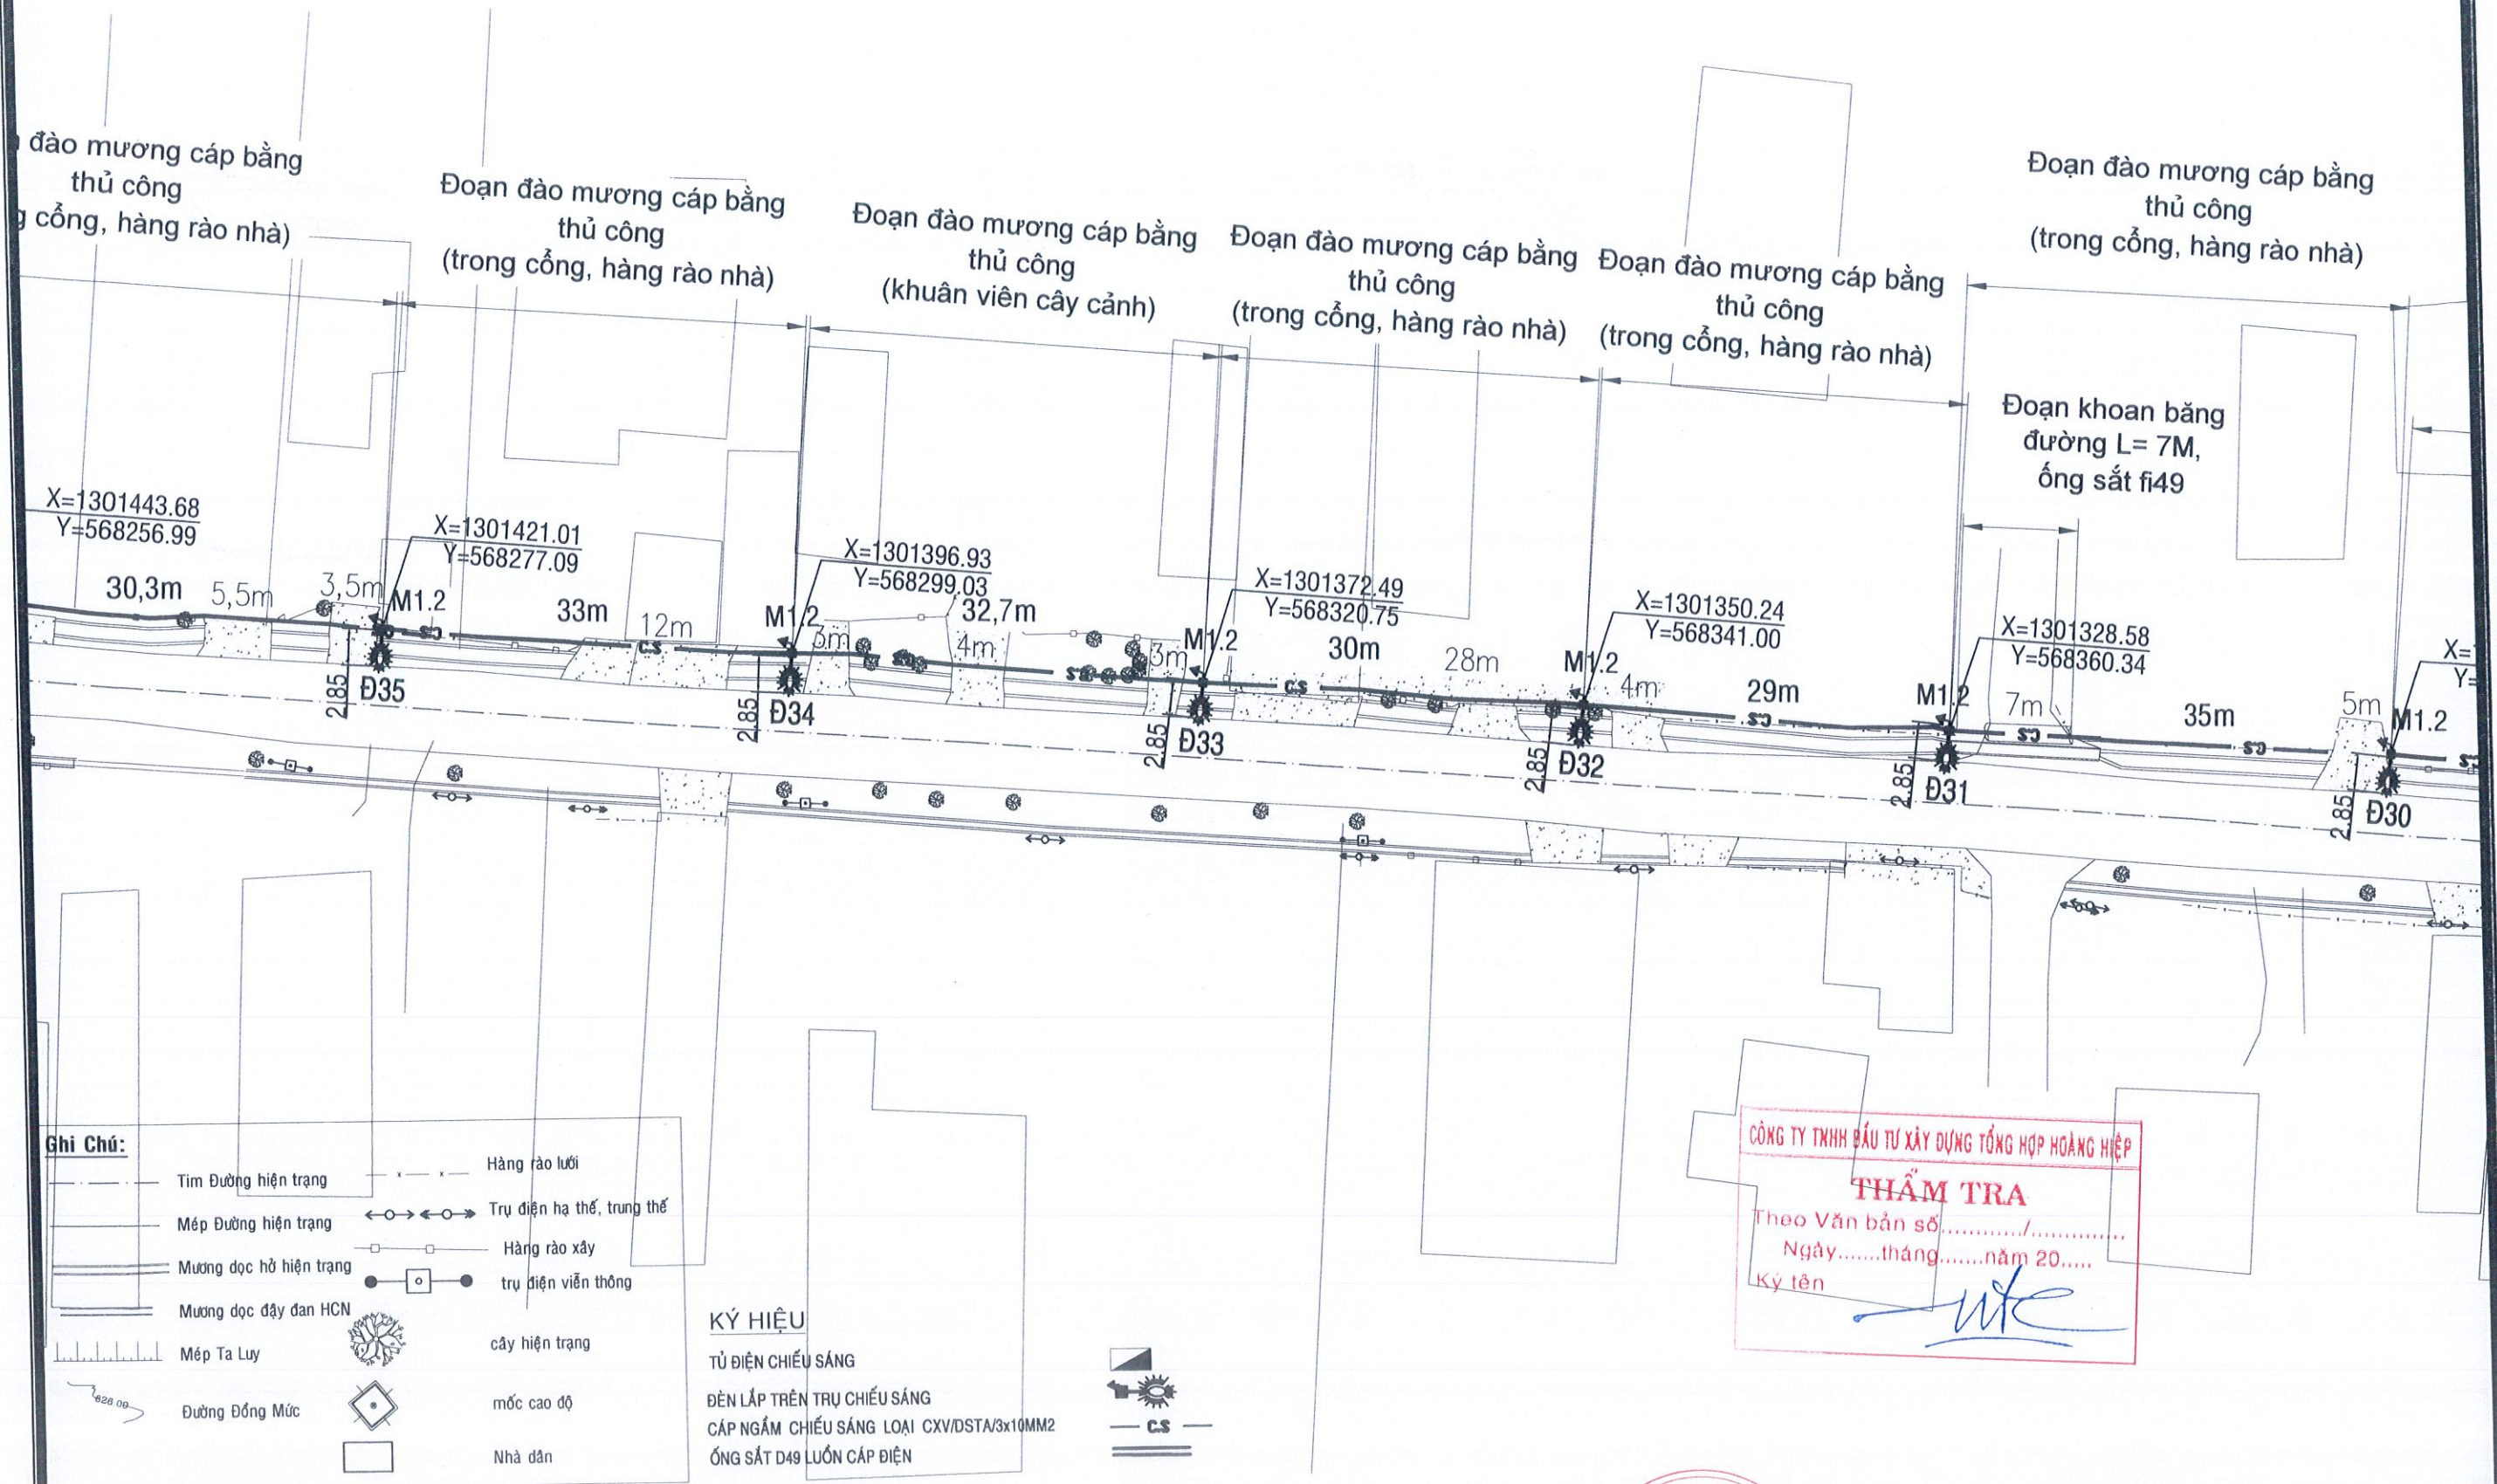 đào mương cáp bằng
thủ công
cổng, hàng rào nhà)
Đoạn đào mương cáp bằng
thủ công
(trong cổng, hàng rào nhà)
Đoạn đào mương cáp bằng
thủ công
(khuân viên cây cảnh)
Đoạn đào mương cáp bằng
thủ công
(trong cổng, hàng rào nhà)
Đoạn đào mương cáp bằng
thủ công
(trong cổng, hàng rào nhà)
Đoạn đào mương cáp bằng
thủ công
(trong cổng, hàng rào nhà)
Đoạn khoan băng
đường L= 7M,
ống sắt fi49
X=1301443.68
Y=568256.99
X=1301421.01
Y=568277.09
X=1301396.93
Y=568299.03
X=1301372.49
Y=568320.75
X=1301350.24
Y=568341.00
X=1301328.58
Y=568360.34
X=
Y=
30,3m
5,5m
3,5m
M1.2
33m
12m
M1.2
3m
32,7m
4m
3m
M1.2
30m
28m
M1.2
4m
29m
M1.2
7m
35m
5m
M1.2
C.S
C.S
C.S
C.S
C.S
C.S
C.S
C.S
C.S
2.85
Đ35
2.85
Đ34
2.85
Đ33
2.85
Đ32
2.85
Đ31
2.85
Đ30
Ghi Chú:
Tim Đường hiện trạng
Mép Đường hiện trạng
Mương dọc hở hiện trạng
Mương dọc đậy đan HCN
Mép Ta Luy
Đường Đồng Mức
Hàng rào lưới
Trụ điện hạ thế, trung thế
Hàng rào xây
trụ điện viễn thông
cây hiện trạng
mốc cao độ
Nhà dân
KÝ HIỆU
TỦ ĐIỆN CHIẾU SÁNG
ĐÈN LẮP TRÊN TRỤ CHIẾU SÁNG
CÁP NGẦM CHIẾU SÁNG LOẠI CXV/DSTA/3x10MM2
C.S
ỐNG SẮT D49 LUỒN CÁP ĐIỆN
CÔNG TY TNHH ĐẦU TƯ XÂY DỰNG TỔNG HỢP HOÀNG HIỆP
THẨM TRA
Theo Văn bản số............/..............
Ngày.......tháng.......năm 20.....
Ký tên